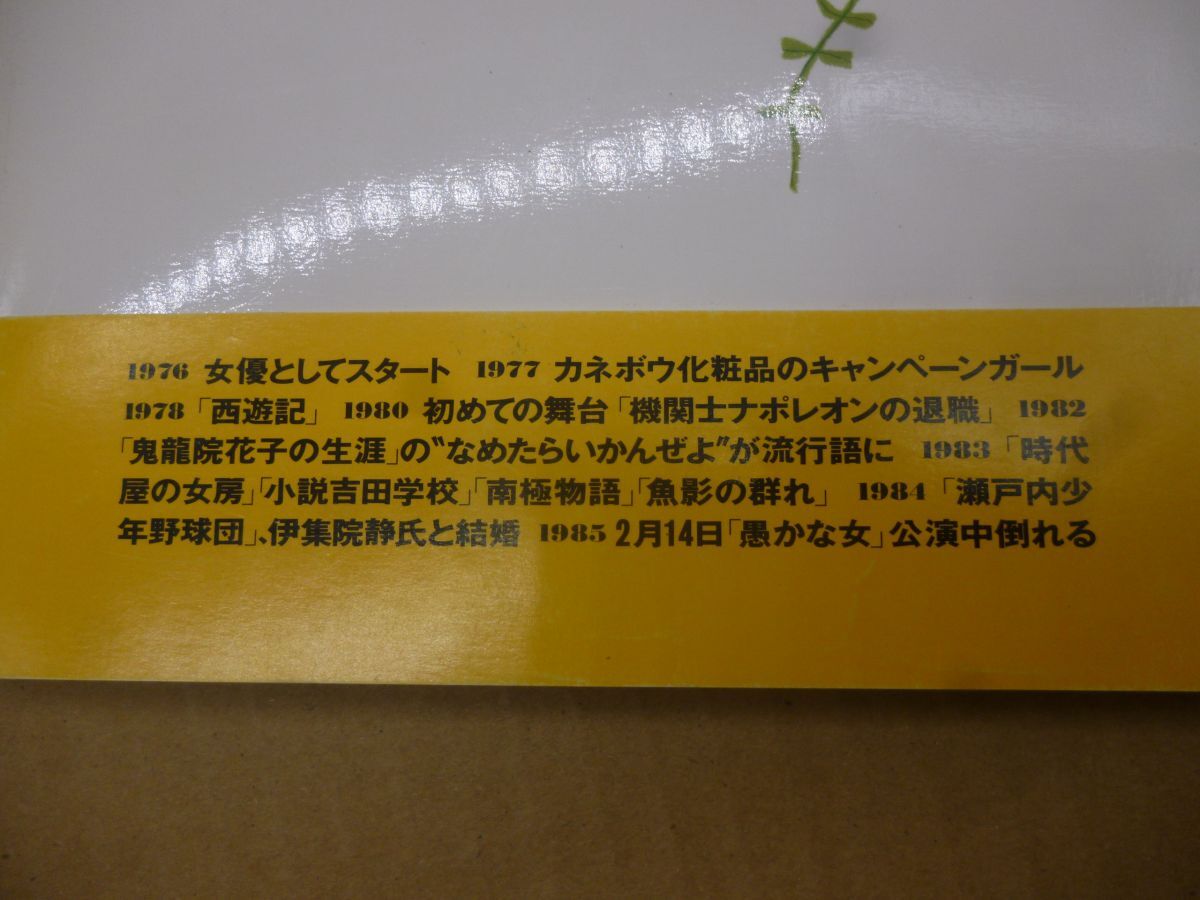 1976 女優としてスタート 1977 カネボウ化粧品のキャンペーンガール
1978「西遊記」 1980 初めての舞台「機関士ナポレオンの退職」 1982
「鬼龍院花子の生涯」の“なめたらいかんぜよ”が流行語に 1983「時代
屋の女房」「小説吉田学校」「南極物語」「魚影の群れ」 1984「瀬戸内少
年野球団」、伊集院静氏と結婚 1985 2月14日「愚かな女」公演中倒れる